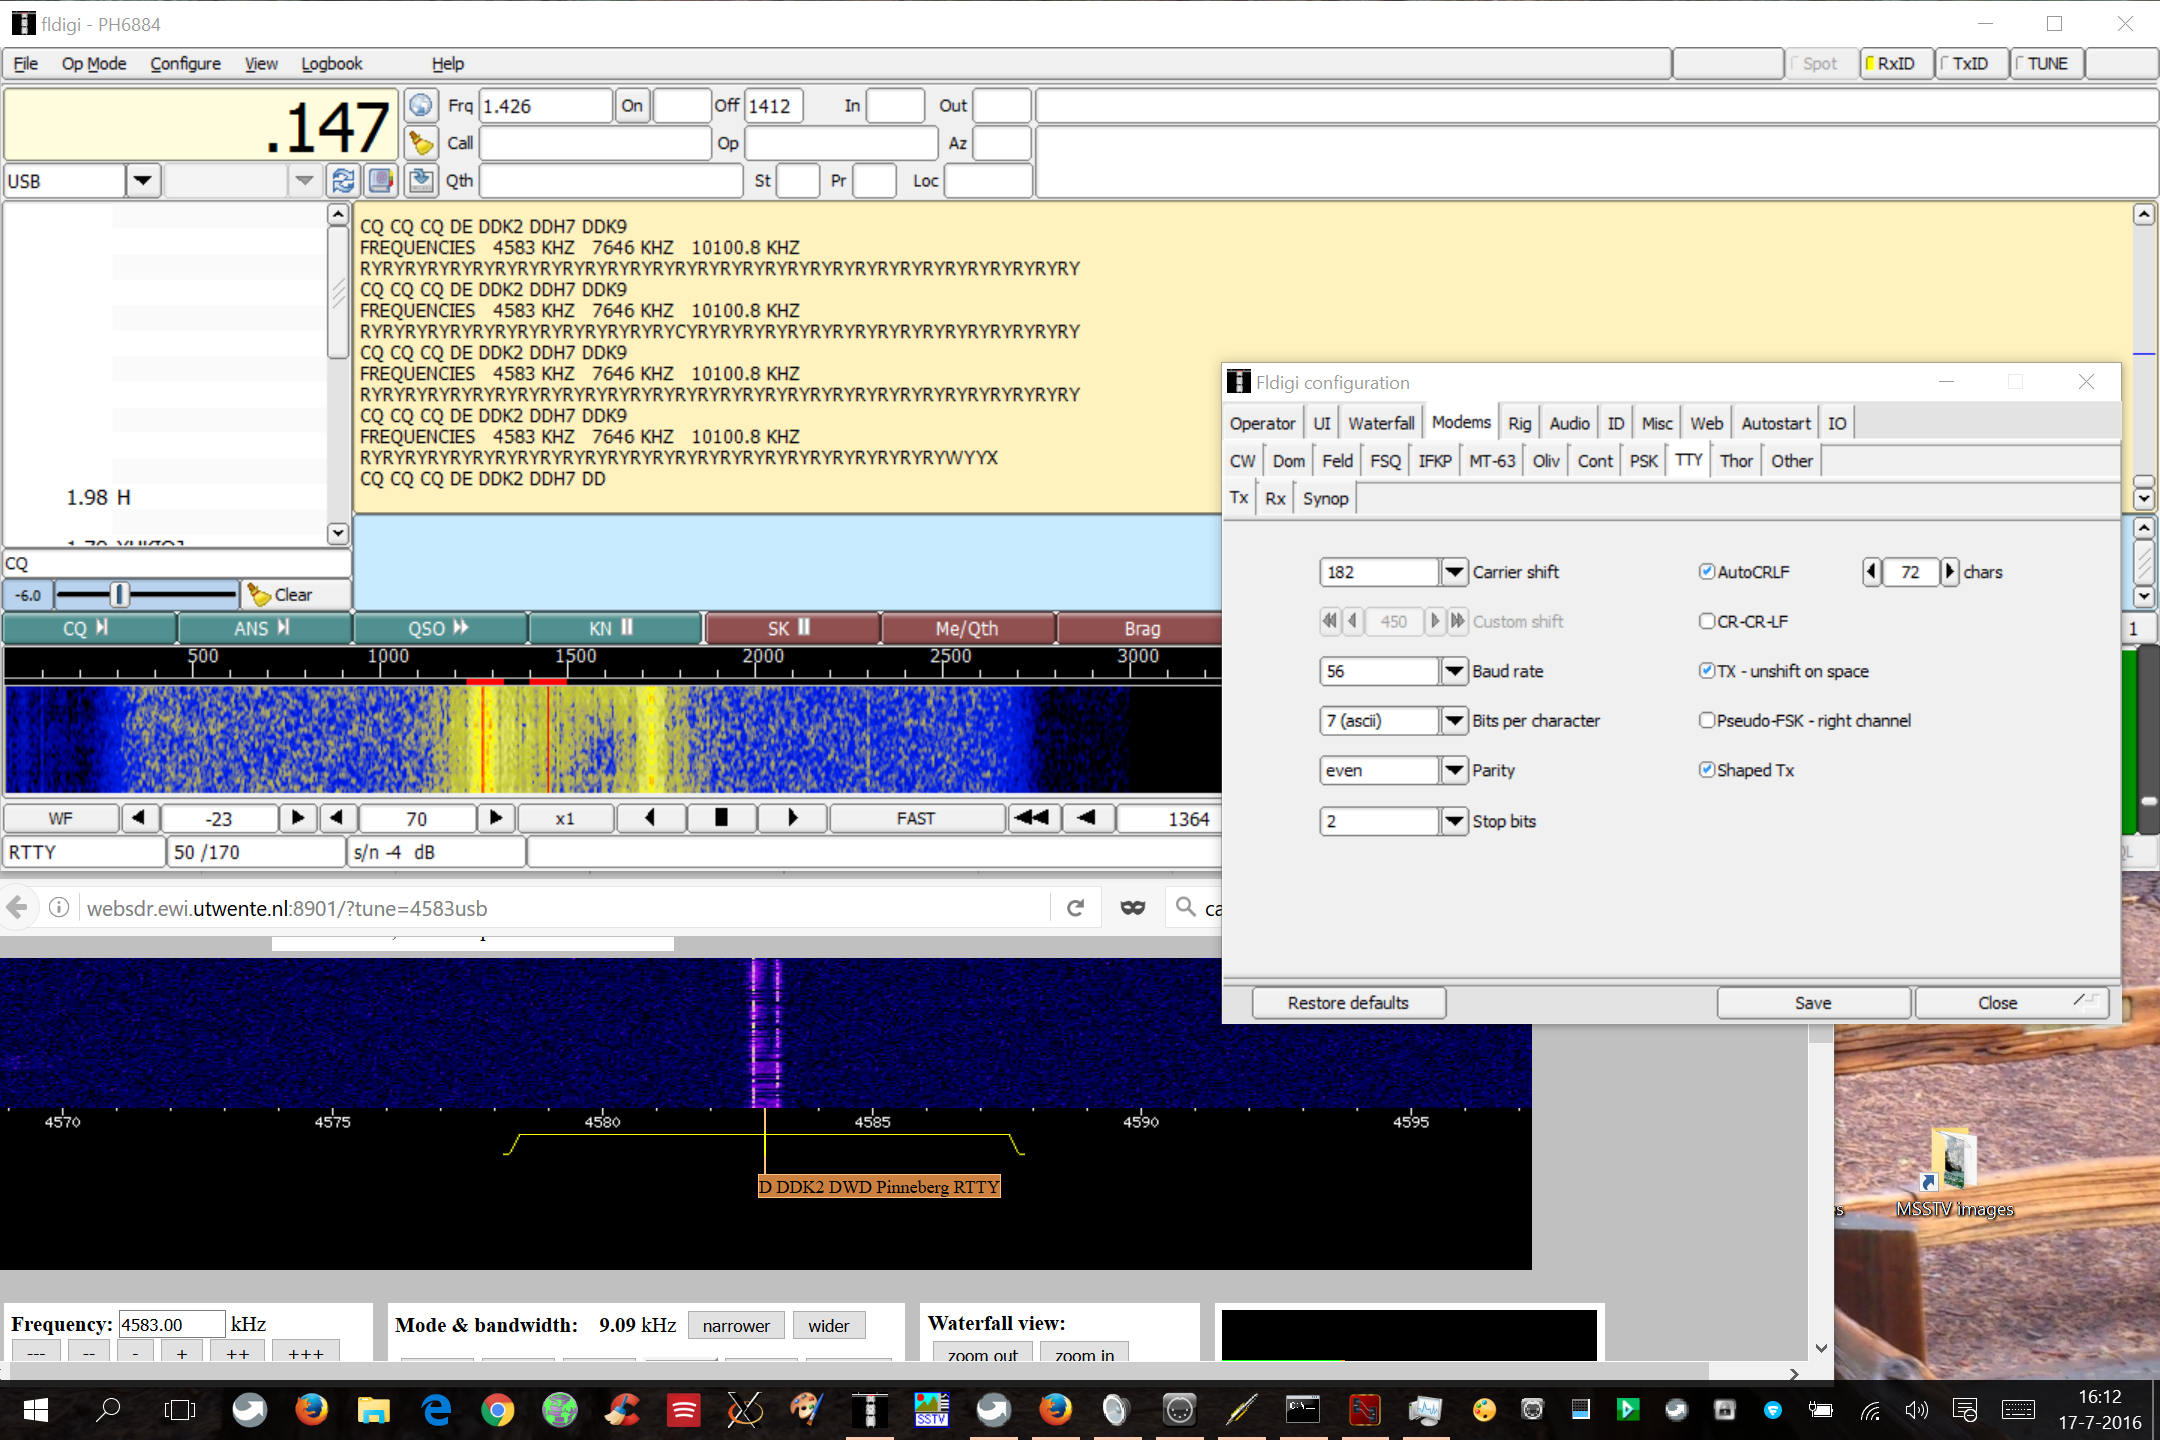 fldigi - PH6884
File Op Mode Configure View Logbook Help Spot RxID TxID TUNE
.147
Frq 1.426 On Off 1412 In Out
Call Op Az
USB
Qth St Pr Loc
CQ CQ CQ DE DDK2 DDH7 DDK9
FREQUENCIES 4583 KHZ 7646 KHZ 10100.8 KHZ
RYRYRYRYRYRYRYRYRYRYRYRYRYRYRYRYRYRYRYRYRYRYRYRYRYRYRYRYRYRYRYRY
CQ CQ CQ DE DDK2 DDH7 DDK9
FREQUENCIES 4583 KHZ 7646 KHZ 10100.8 KHZ
RYRYRYRYRYRYRYRYRYRYRYRYRYRYCYRYRYRYRYRYRYRYRYRYRYRYRYRYRYRYRYRY
CQ CQ CQ DE DDK2 DDH7 DDK9
FREQUENCIES 4583 KHZ 7646 KHZ 10100.8 KHZ
RYRYRYRYRYRYRYRYRYRYRYRYRYRYRYRYRYRYRYRYRYRYRYRYRYRYRYRYRYRYRYRY
CQ CQ CQ DE DDK2 DDH7 DDK9
FREQUENCIES 4583 KHZ 7646 KHZ 10100.8 KHZ
RYRYRYRYRYRYRYRYRYRYRYRYRYRYRYRYRYRYRYRYRYRYRYRYRYRYWYYX
CQ CQ CQ DE DDK2 DDH7 DD
1.98 H
CQ
-6.0 Clear
CQ ANS QSO KN SK Me/Qth Brag 1
500 1000 1500 2000 2500 3000
WF -23 70 x1 FAST 1364
RTTY 50 /170 s/n -4 dB
Fldigi configuration
Operator UI Waterfall Modems Rig Audio ID Misc Web Autostart IO
CW Dom Feld FSQ IFKP MT-63 Oliv Cont PSK TTY Thor Other
Tx Rx Synop
182 Carrier shift AutoCRLF 72 chars
450 Custom shift CR-CR-LF
56 Baud rate TX - unshift on space
7 (ascii) Bits per character Pseudo-FSK - right channel
even Parity Shaped Tx
2 Stop bits
Restore defaults Save Close
websdr.ewi.utwente.nl:8901/?tune=4583usb ca
4570 4575 4580 4585 4590 4595
D DDK2 DWD Pinneberg RTTY
MSSTV images
Frequency: 4583.00 kHz
--- -- - + ++ +++
Mode & bandwidth: 9.09 kHz narrower wider
Waterfall view:
zoom out zoom in
SSTV
16:12
17-7-2016